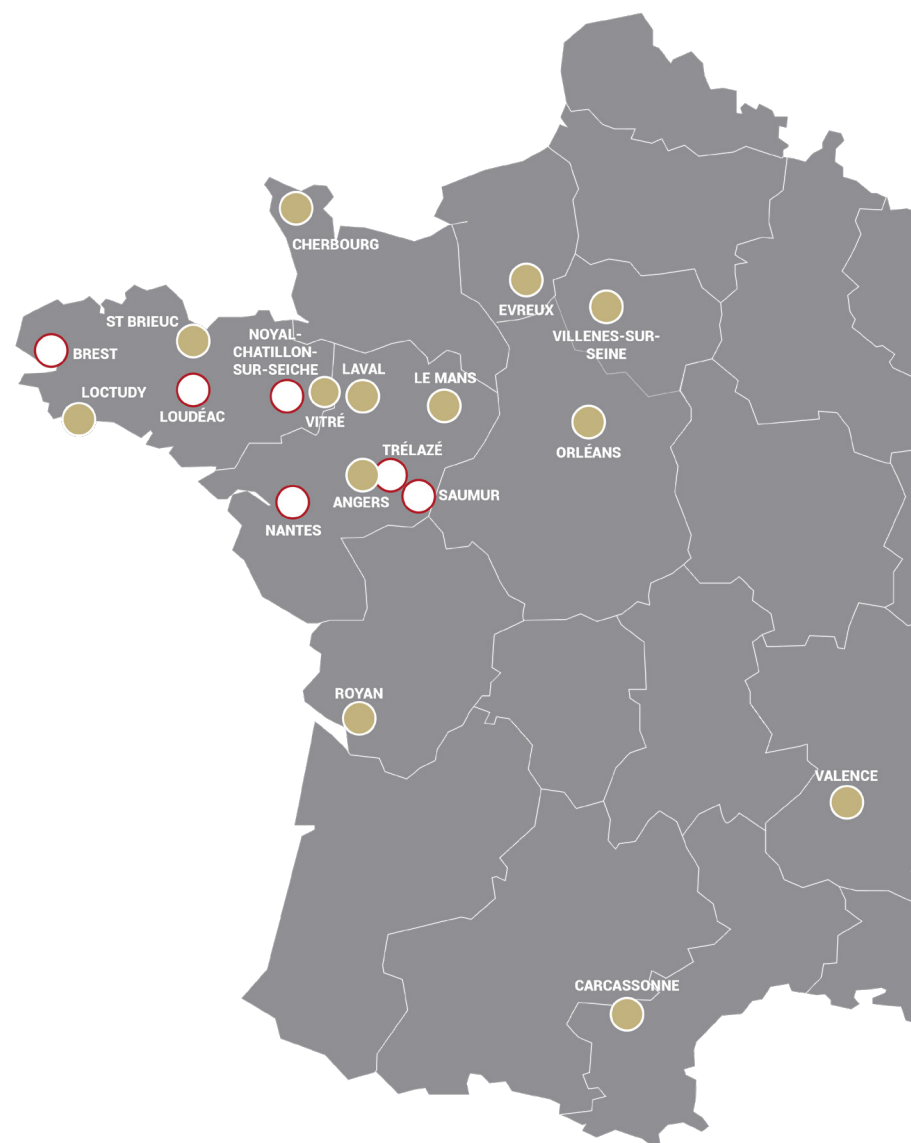 CHERBOURG
EVREUX
ST BRIEUC
NOYAL-
CHATILLON-
SUR-SEICHE
VILLENES-SUR-
SEINE
BREST
LAVAL
LE MANS
LOCTUDY
LOUDÉAC
VITRÉ
ORLÉANS
TRÉLAZÉ
ANGERS
SAUMUR
NANTES
ROYAN
VALENCE
CARCASSONNE